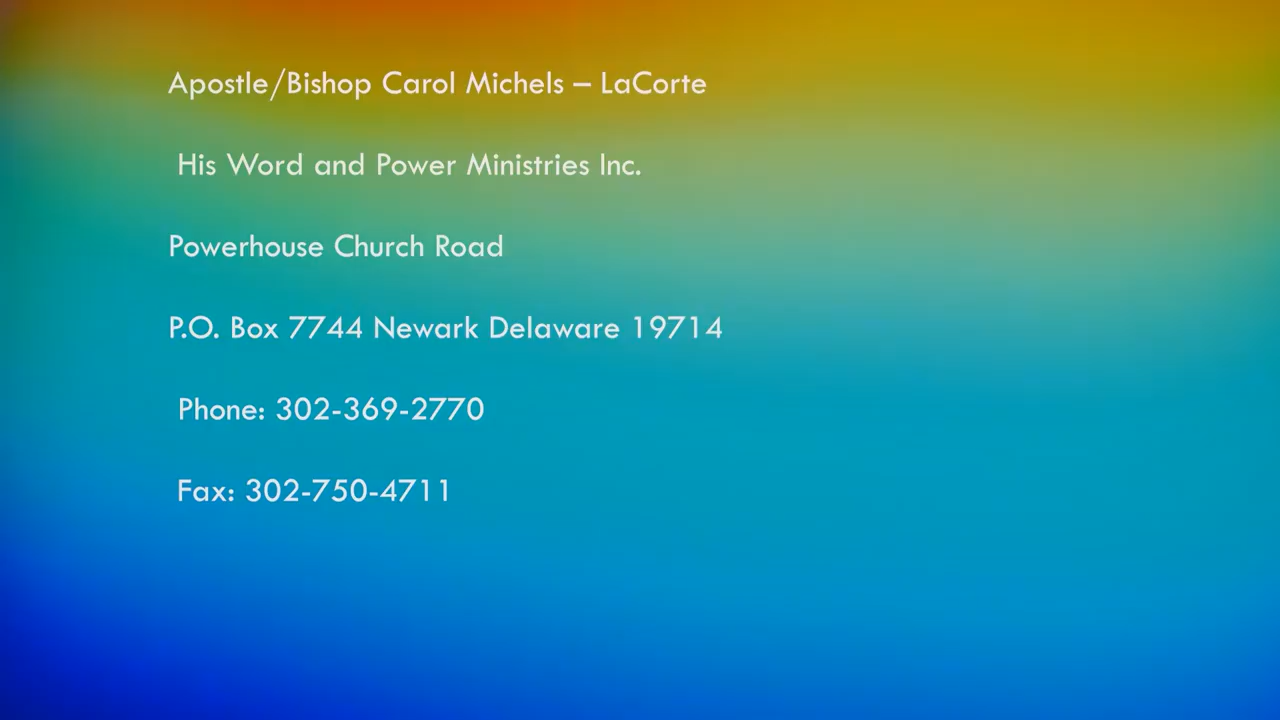 Apostle/Bishop Carol Michels – LaCorte
His Word and Power Ministries Inc.
Powerhouse Church Road
P.O. Box 7744 Newark Delaware 19714
Phone: 302-369-2770
Fax: 302-750-4711